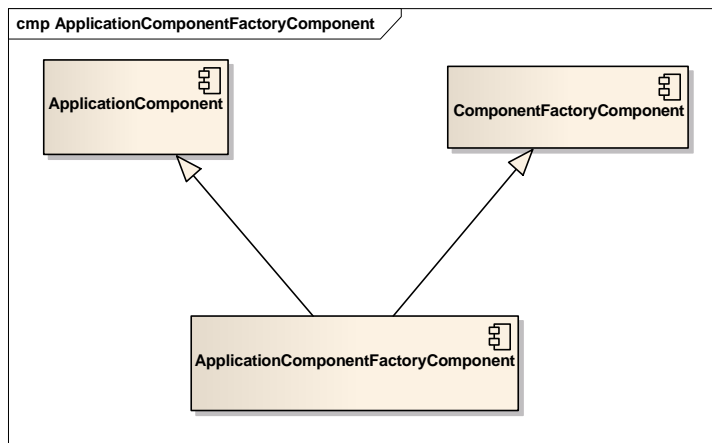 cmp ApplicationComponentFactoryComponent
ApplicationComponent
ComponentFactoryComponent
ApplicationComponentFactoryComponent